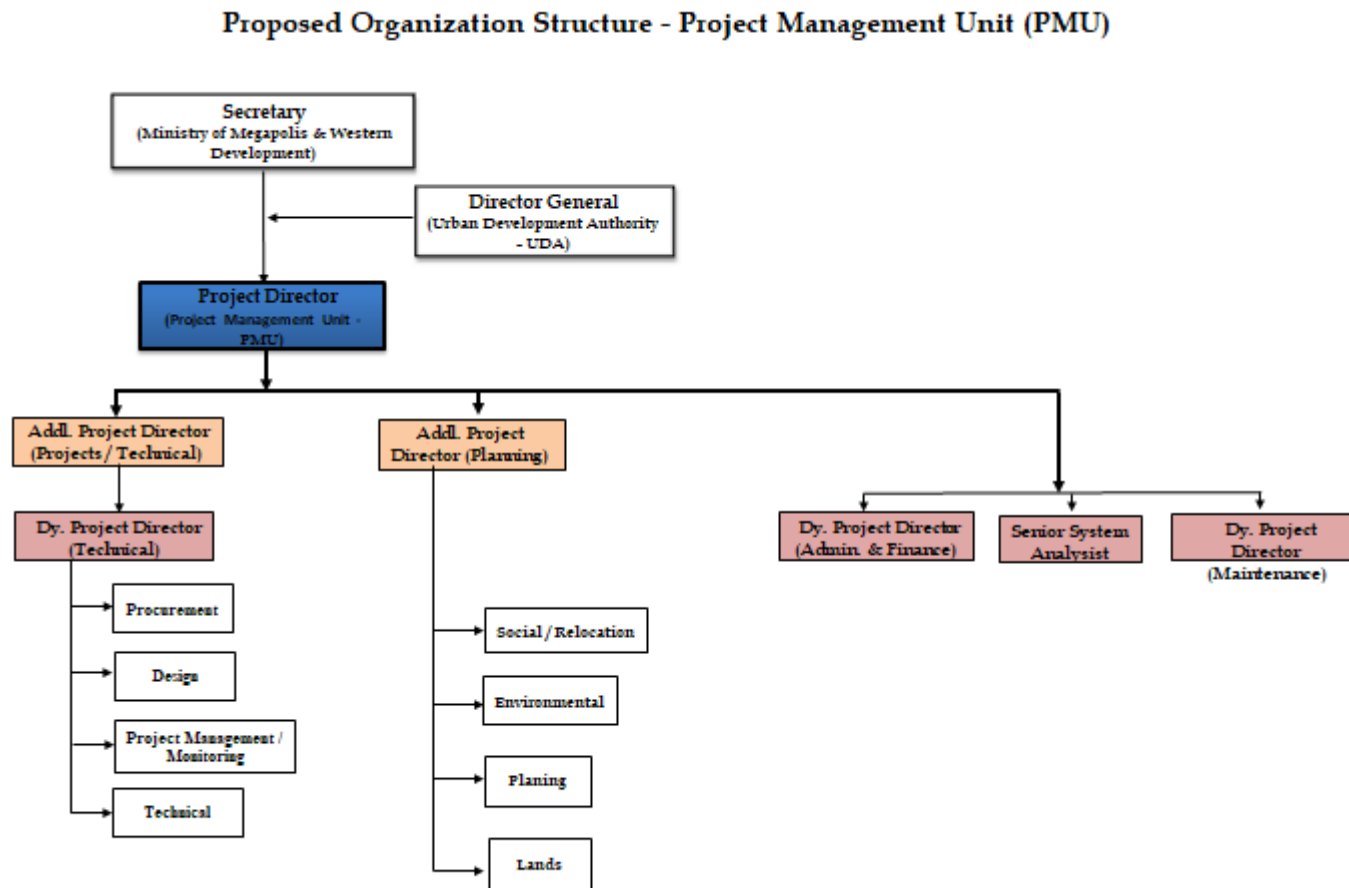 Proposed Organization Structure - Project Management Unit (PMU)
Secretary
(Ministry of Megapolis & Western
Development)
Director General
(Urban Development Authority
- UDA)
Project Director
(Project Management Unit -
PMU)
Addl. Project Director
(Projects / Technical)
Addl. Project
Director (Planning)
Dy. Project Director
(Technical)
Dy. Project Director
(Admin. & Finance)
Senior System
Analysist
Dy. Project
Director
(Maintenance)
Procurement
Design
Project Management /
Monitoring
Technical
Social / Relocation
Environmental
Planing
Lands